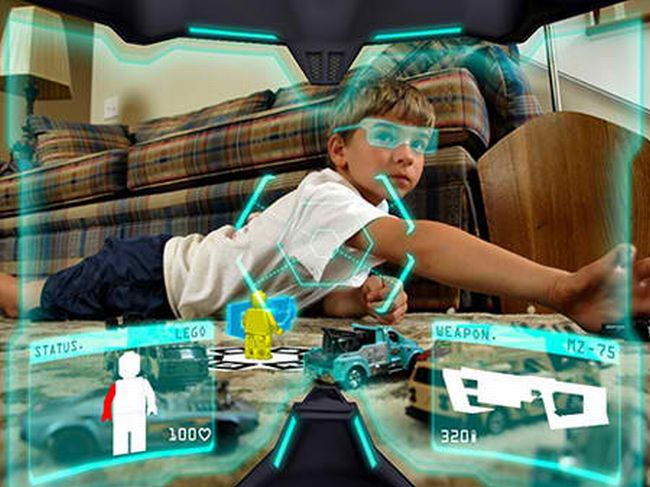 STATUS.
LEGO
100♡
WEAPON.
MZ-75
320